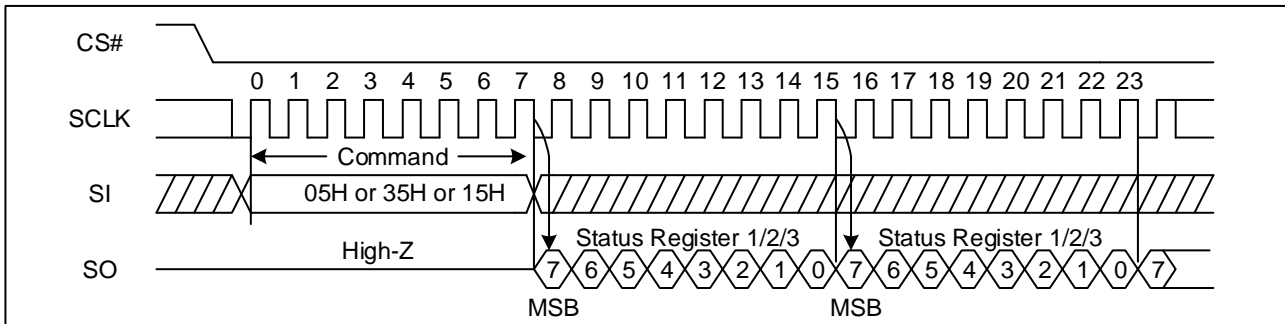 CS#
0 1 2 3 4 5 6 7 8 9 10 11 12 13 14 15 16 17 18 19 20 21 22 23
SCLK
Command
SI
05H or 35H or 15H
High-Z
Status Register 1/2/3
Status Register 1/2/3
SO
7 6 5 4 3 2 1 0 7 6 5 4 3 2 1 0 7
MSB
MSB